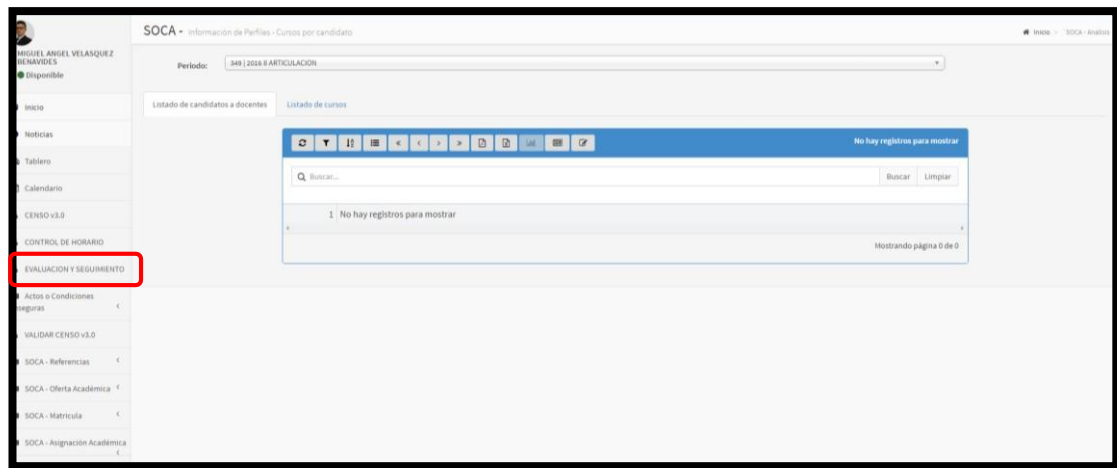 SOCA - Información de Perfiles - Cursos por candidato
Inicio - SOCA - Analisis
MIGUEL ANGEL VELASQUEZ
BENAVIDES
Disponible
Periodo:
349 | 2016 II ARTICULACION
Inicio
Listado de candidatos a docentes
Listado de cursos
Noticias
No hay registros para mostrar
Tablero
Buscar...
Buscar
Limpiar
Calendario
CENSO v3.0
1 No hay registros para mostrar
CONTROL DE HORARIO
Mostrando página 0 de 0
EVALUACION Y SEGUIMIENTO
Actos o Condiciones
nseguras
VALIDAR CENSO v3.0
SOCA - Referencias
SOCA - Oferta Académica
SOCA - Matricula
SOCA - Asignación Académica